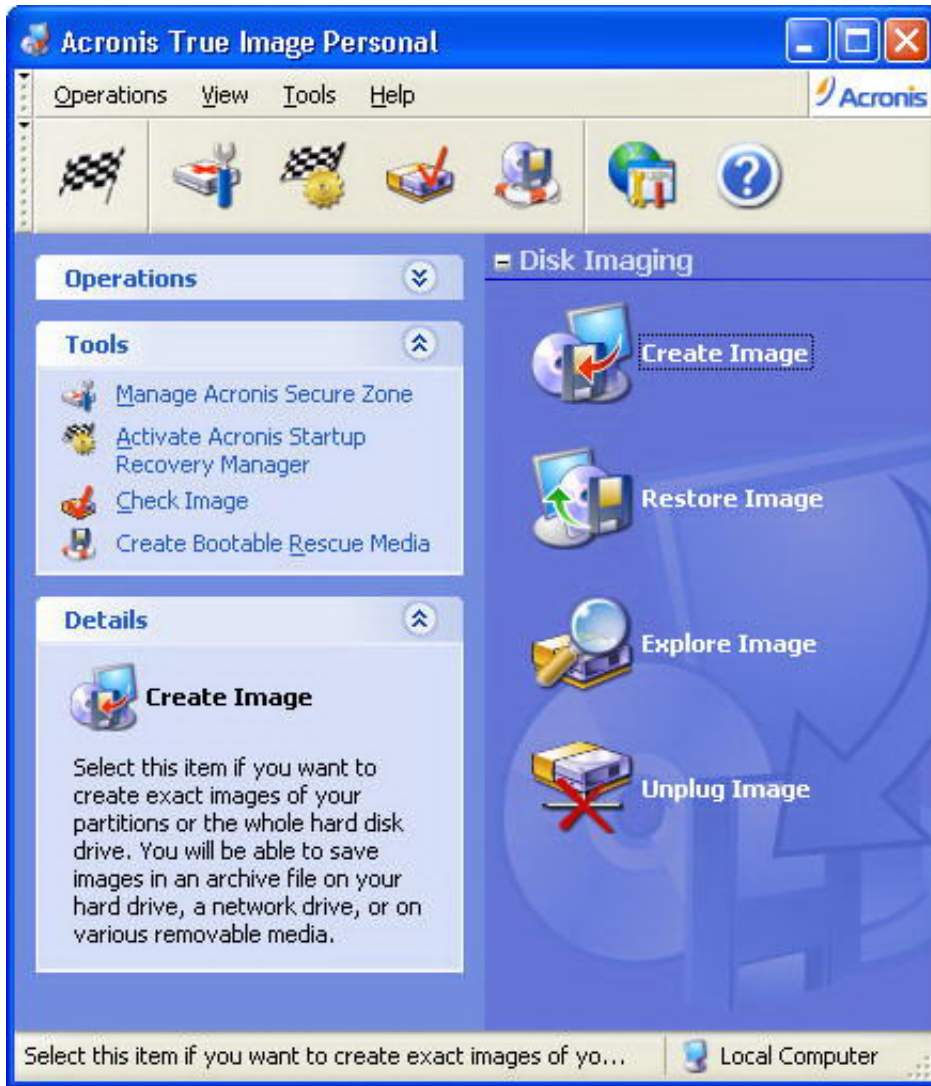 Acronis True Image Personal
Operations View Tools Help
Acronis
Operations
Tools
Manage Acronis Secure Zone
Activate Acronis Startup
Recovery Manager
Check Image
Create Bootable Rescue Media
Details
Create Image
Select this item if you want to
create exact images of your
partitions or the whole hard disk
drive. You will be able to save
images in an archive file on your
hard drive, a network drive, or on
various removable media.
Disk Imaging
Create Image
Restore Image
Explore Image
Unplug Image
Select this item if you want to create exact images of yo...
Local Computer